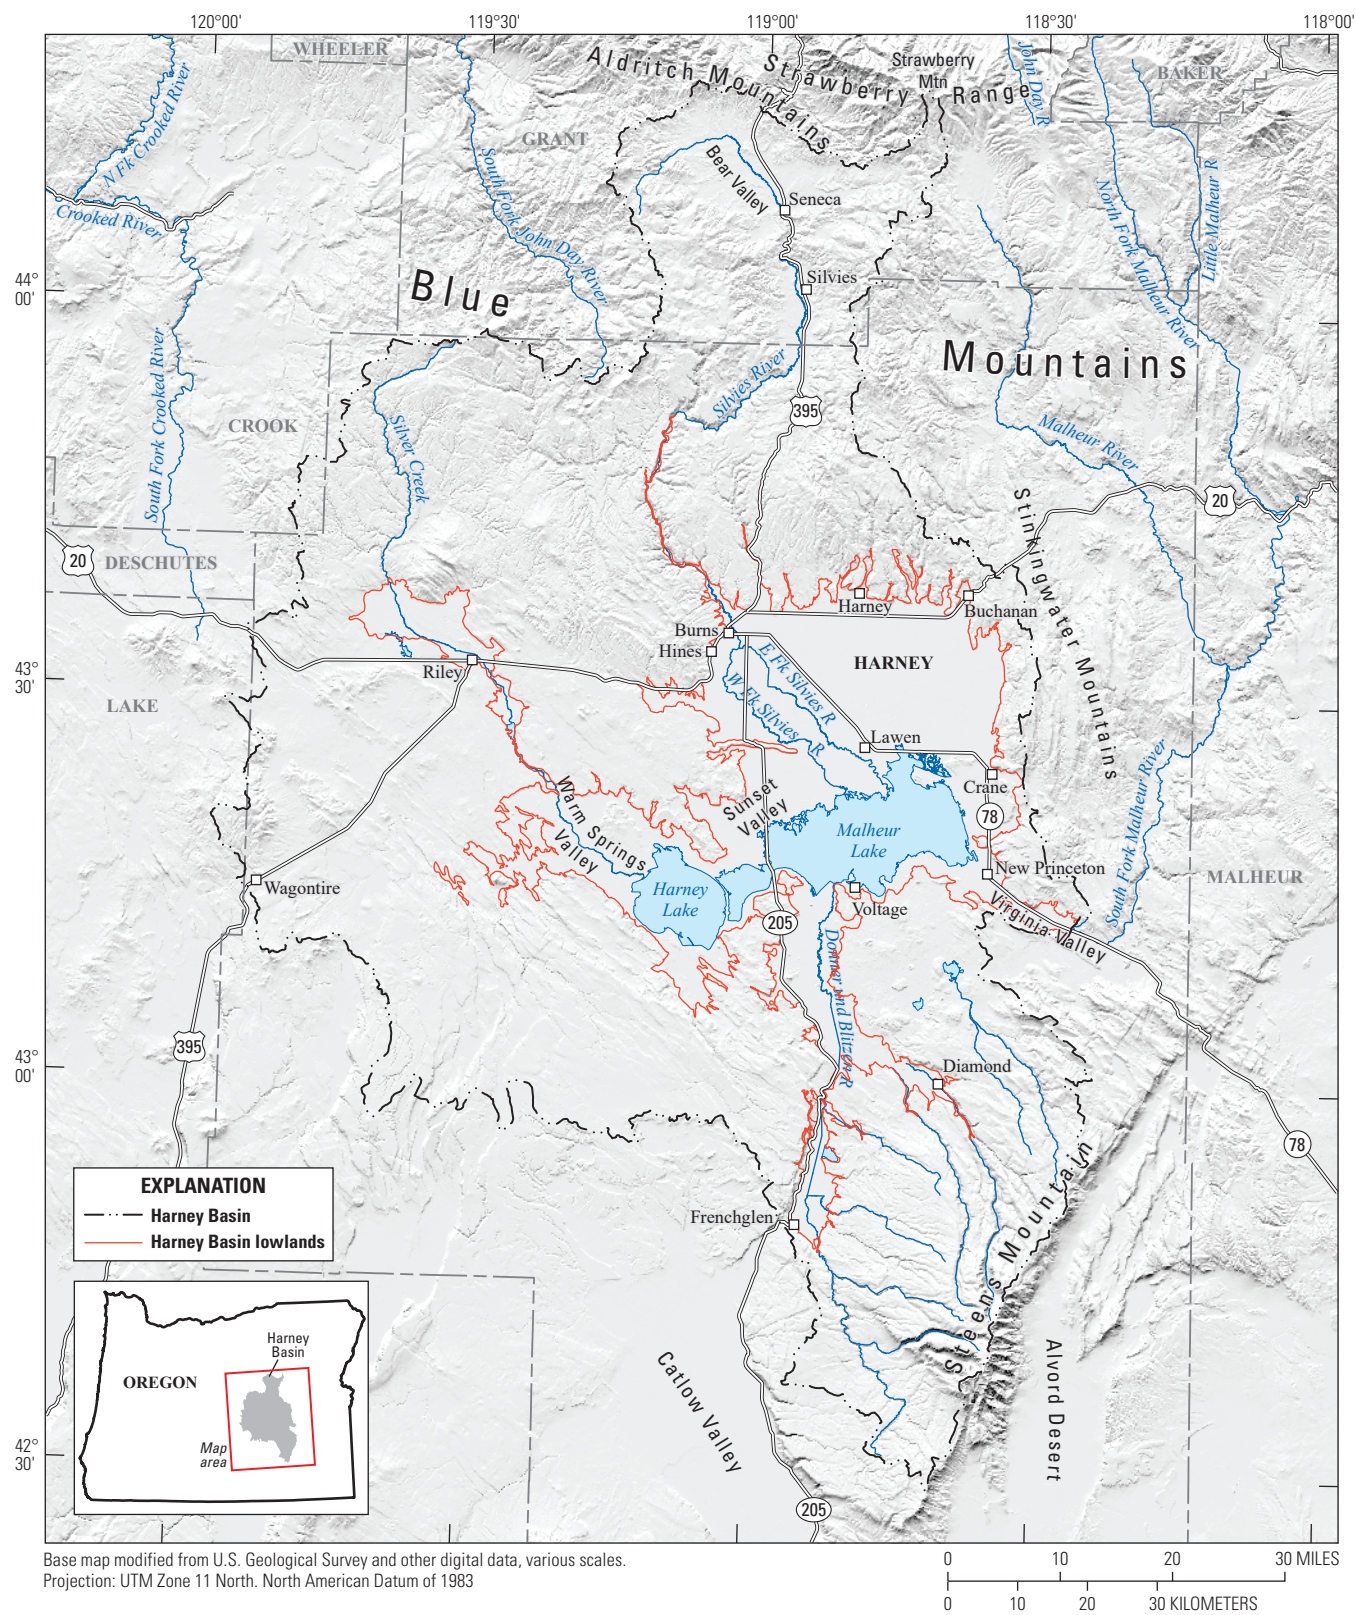 120°00'
119°30'
119°00'
118°30'
118°00'
WHEELER
Aldritch Mountains
Strawberry Range
Strawberry
Mtn
John Day R
BAKER
N Fk Crooked River
GRANT
South Fork John Day River
Bear Valley
North Fork Malheur River
Little Malheur R
Crooked River
Seneca
44°
00'
Silvies
Blue
Mountains
South Fork Crooked River
Silvies River
395
CROOK
Silver Creek
Malheur River
20
Stinkingwater Mountains
20
DESCHUTES
Harney
Buchanan
Burns
Hines
E Fk Silvies R
HARNEY
43°
30'
Riley
W Fk Silvies R
LAKE
Lawen
South Fork Malheur River
Crane
Warm Springs
Valley
Sunset
Valley
78
Malheur
Lake
New Princeton
MALHEUR
Wagontire
Harney
Lake
Voltage
Virginia Valley
205
Donner und Blitzen R
395
43°
00'
Diamond
78
EXPLANATION
Harney Basin
Harney Basin lowlands
Frenchglen
Steens Mountain
Harney
Basin
OREGON
Map
area
Catlow Valley
Alvord Desert
42°
30'
205
Base map modified from U.S. Geological Survey and other digital data, various scales.
Projection: UTM Zone 11 North. North American Datum of 1983
0 10 20 30 MILES
0 10 20 30 KILOMETERS